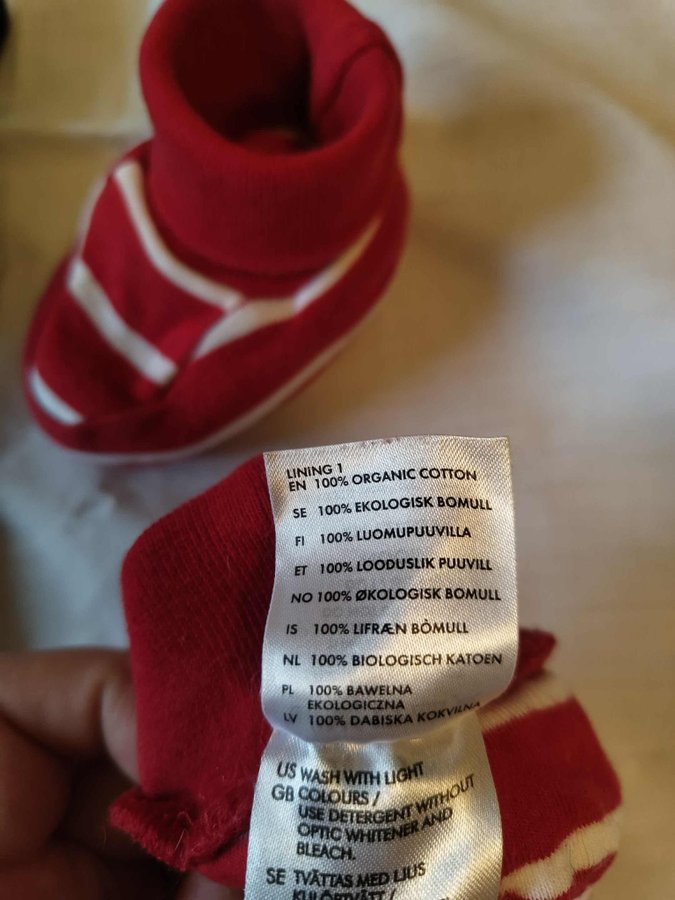 LINING 1
EN 100% ORGANIC COTTON
SE 100% EKOLOGISK BOMULL
FI 100% LUOMUPUUVILLA
ET 100% LOODUSLIK PUUVILL
NO 100% ØKOLOGISK BOMULL
IS 100% LIFRÆN BÒMULL
NL 100% BIOLOGISCH KATOEN
PL 100% BAWELNA
EKOLOGICZNA
LV 100% DABISKA KOKVILNA
US WASH WITH LIGHT
GB COLOURS /
USE DETERGENT WITHOUT
OPTIC WHITENER AND
BLEACH.
SE TVÄTTAS MED LJUS
KULÖRTVÄTT /